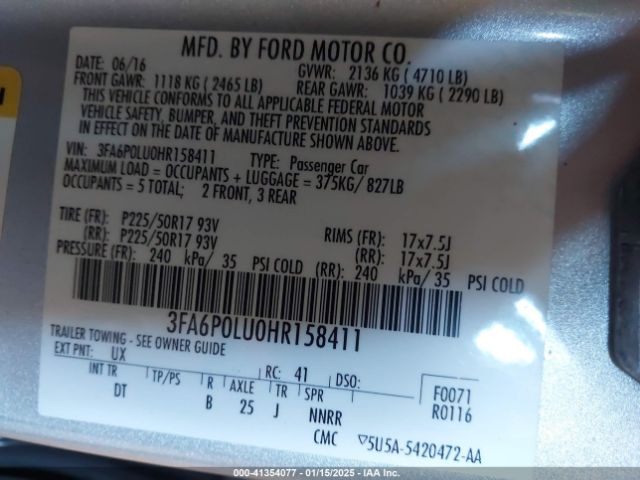 MFD. BY FORD MOTOR CO.
DATE: 06/16 GVWR: 2136 KG ( 4710 LB)
FRONT GAWR: 1118 KG ( 2465 LB) REAR GAWR: 1039 KG ( 2290 LB)
THIS VEHICLE CONFORMS TO ALL APPLICABLE FEDERAL MOTOR
VEHICLE SAFETY, BUMPER, AND THEFT PREVENTION STANDARDS
IN EFFECT ON THE DATE OF MANUFACTURE SHOWN ABOVE.
VIN: 3FA6P0LU0HR158411 TYPE: Passenger Car
MAXIMUM LOAD = OCCUPANTS + LUGGAGE = 375KG/ 827LB
OCCUPANTS = 5 TOTAL; 2 FRONT, 3 REAR
TIRE (FR): P225/50R17 93V RIMS (FR): 17x7.5J
(RR): P225/50R17 93V (RR): 17x7.5J
PRESSURE (FR): 240 kPa/ 35 PSI COLD (RR): 240 kPa/ 35 PSI COLD
3FA6P0LU0HR158411
TRAILER TOWING - SEE OWNER GUIDE
EXT PNT: UX RC: 41 DSO:
INT TR TP/PS R AXLE TR SPR F0071
DT B 25 J NNRR R0116
CMC ▽5U5A-5420472-AA
000-41354077 - 01/15/2025 - IAAEDCARS